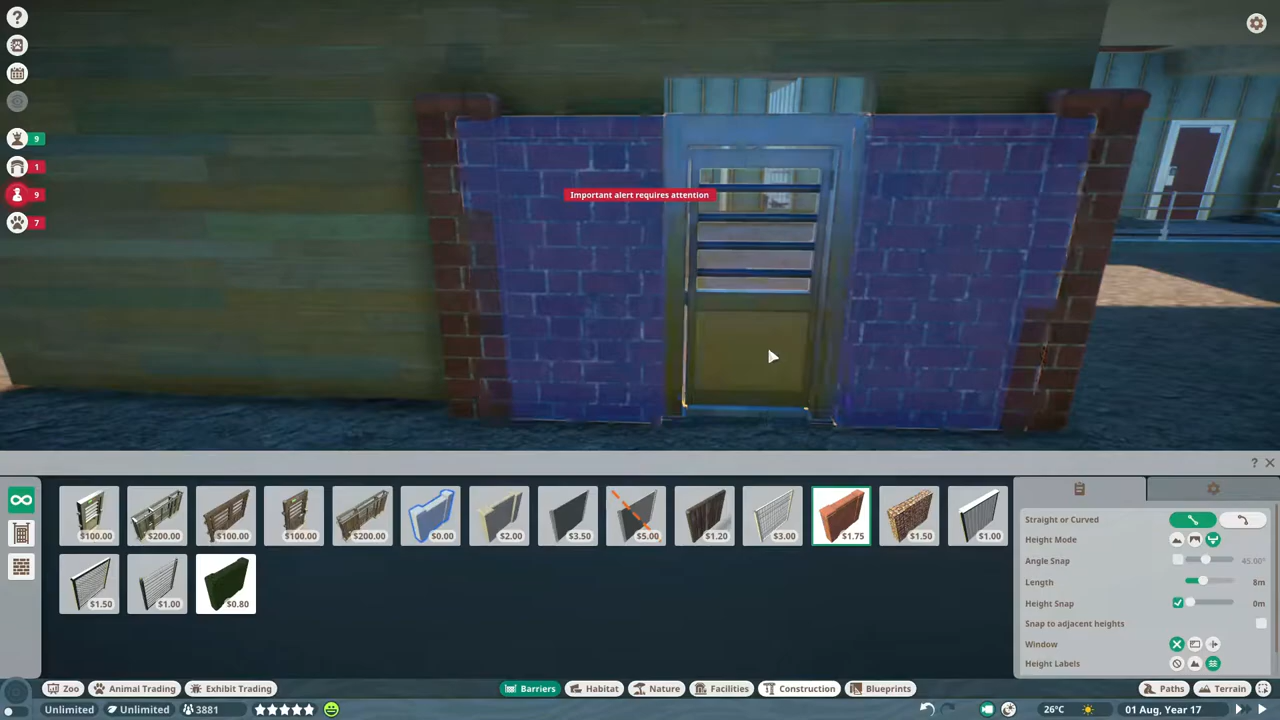 ?
9
1
9
7
Important alert requires attention
?
$100.00
$200.00
$100.00
$100.00
$200.00
$0.00
$2.00
$3.50
$5.00
$1.20
$3.00
$1.75
$1.50
$1.00
$1.50
$1.00
$0.80
Straight or Curved
Height Mode
Angle Snap 45.00°
Length 8m
Height Snap 0m
Snap to adjacent heights
Window
Height Labels
Zoo
Animal Trading
Exhibit Trading
Barriers
Habitat
Nature
Facilities
Construction
Blueprints
Paths
Terrain
Unlimited
Unlimited
3881
26°C
01 Aug, Year 17